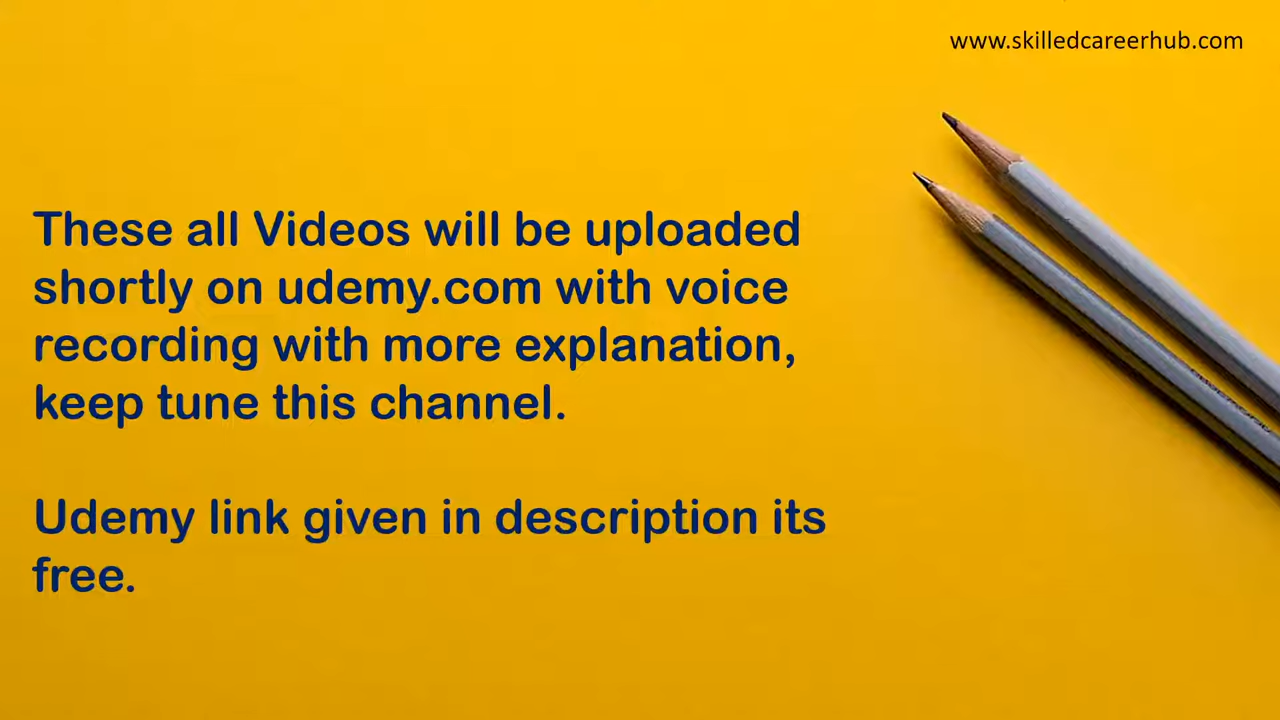 www.skilledcareerhub.com
These all Videos will be uploaded
shortly on udemy.com with voice
recording with more explanation,
keep tune this channel.
Udemy link given in description its
free.